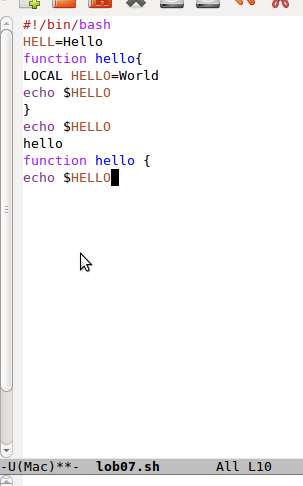 #!/bin/bash
HELL=Hello
function hello{
LOCAL HELLO=World
echo $HELLO
}
echo $HELLO
hello
function hello {
echo $HELLO
-U(Mac)**-  lob07.sh       All L10